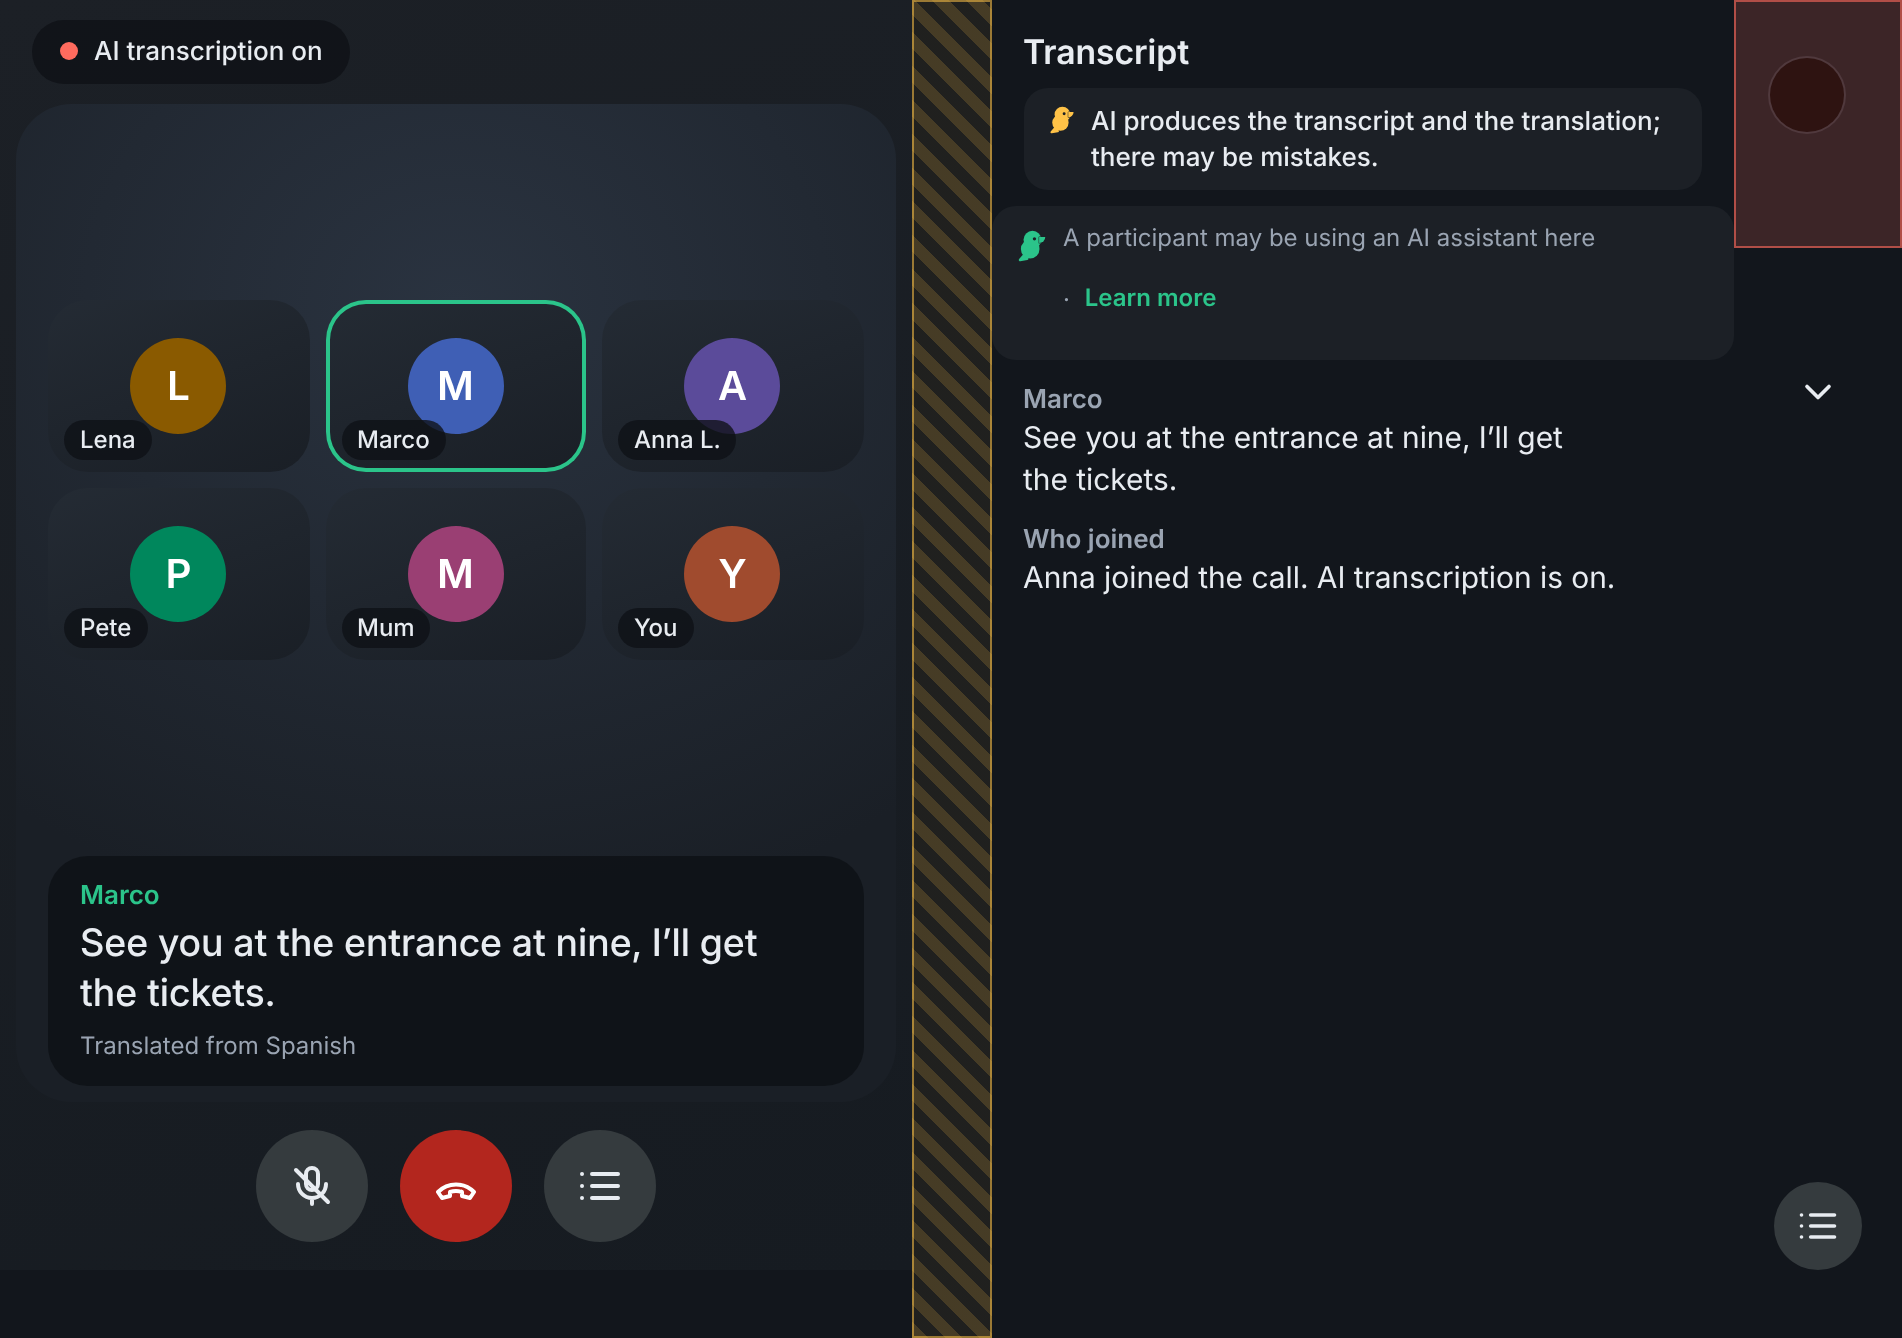 AI transcription on
L
Lena
M
Marco
A
Anna L.
P
Pete
M
Mum
Y
You
Marco
See you at the entrance at nine, I’ll get
the tickets.
Translated from Spanish
Transcript
AI produces the transcript and the translation;
there may be mistakes.
A participant may be using an AI assistant here
· Learn more
Marco
See you at the entrance at nine, I’ll get
the tickets.
Who joined
Anna joined the call. AI transcription is on.